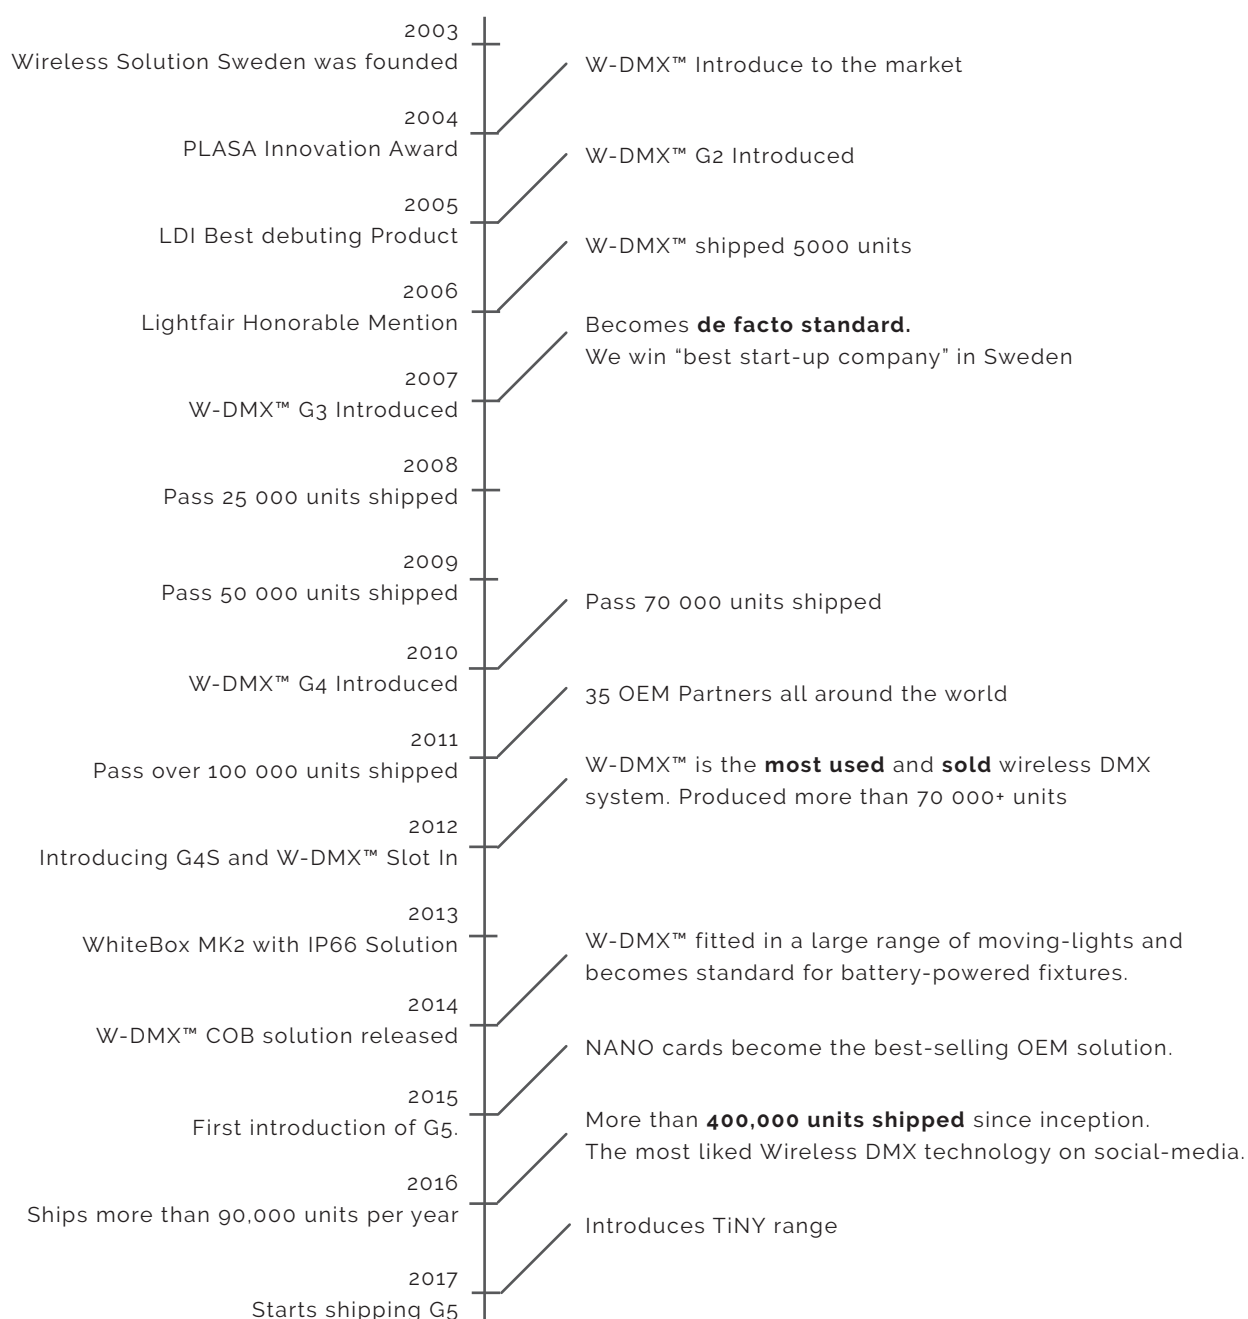 2003
Wireless Solution Sweden was founded
W-DMX™ Introduce to the market
2004
PLASA Innovation Award
W-DMX™ G2 Introduced
2005
LDI Best debuting Product
W-DMX™ shipped 5000 units
2006
Lightfair Honorable Mention
Becomes de facto standard.
We win “best start-up company” in Sweden
2007
W-DMX™ G3 Introduced
2008
Pass 25 000 units shipped
2009
Pass 50 000 units shipped
Pass 70 000 units shipped
2010
W-DMX™ G4 Introduced
35 OEM Partners all around the world
2011
Pass over 100 000 units shipped
W-DMX™ is the most used and sold wireless DMX
system. Produced more than 70 000+ units
2012
Introducing G4S and W-DMX™ Slot In
2013
WhiteBox MK2 with IP66 Solution
W-DMX™ fitted in a large range of moving-lights and
becomes standard for battery-powered fixtures.
2014
W-DMX™ COB solution released
NANO cards become the best-selling OEM solution.
2015
First introduction of G5.
More than 400,000 units shipped since inception.
The most liked Wireless DMX technology on social-media.
2016
Ships more than 90,000 units per year
Introduces TiNY range
2017
Starts shipping G5